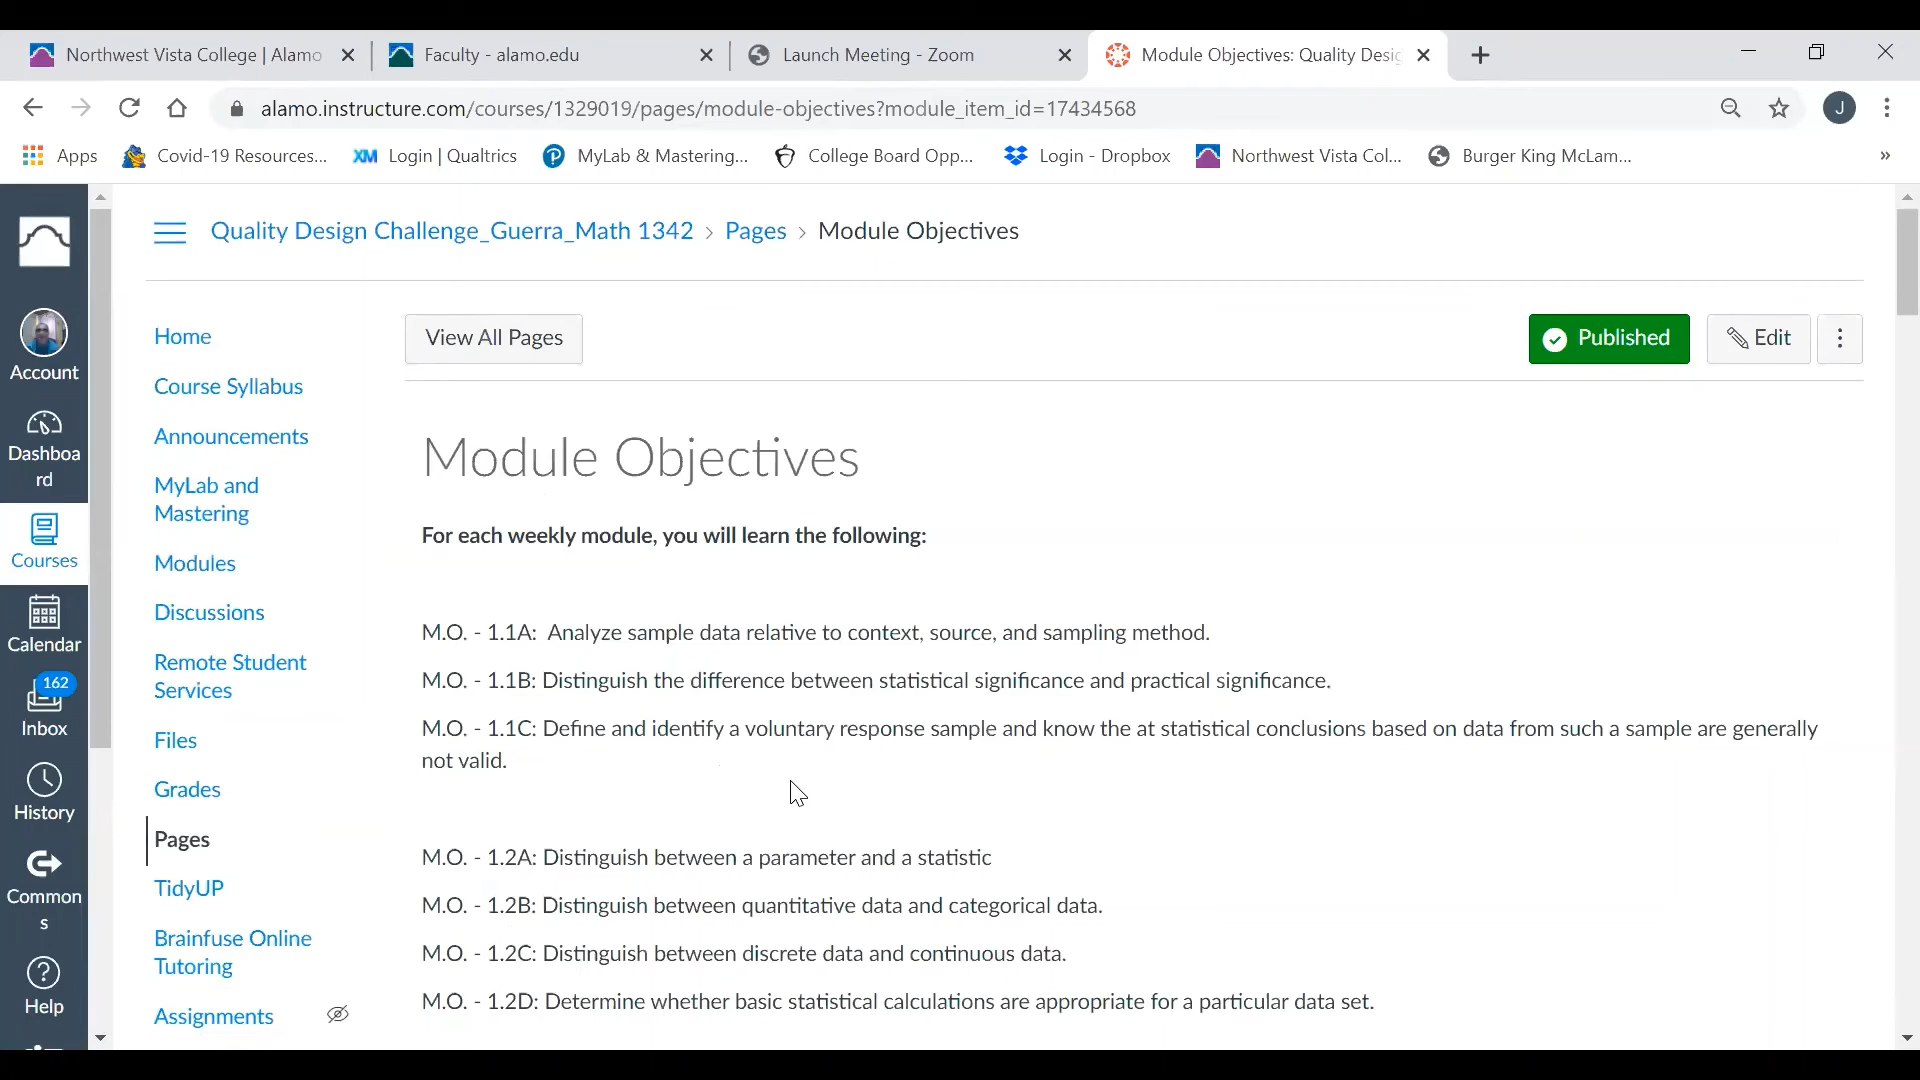 Northwest Vista College | Alamo
Faculty - alamo.edu
Launch Meeting - Zoom
Module Objectives: Quality Desig
alamo.instructure.com/courses/1329019/pages/module-objectives?module_item_id=17434568
J
Apps
Covid-19 Resources...
XM Login | Qualtrics
P MyLab & Mastering...
College Board Opp...
Login - Dropbox
Northwest Vista Col...
Burger King McLam...
»
Quality Design Challenge_Guerra_Math 1342 > Pages > Module Objectives
Account
Dashboa
rd
Courses
Calendar
162
Inbox
History
Common
s
Help
Home
Course Syllabus
Announcements
MyLab and
Mastering
Modules
Discussions
Remote Student
Services
Files
Grades
Pages
TidyUP
Brainfuse Online
Tutoring
Assignments
View All Pages
Published
Edit
Module Objectives
For each weekly module, you will learn the following:
M.O. - 1.1A: Analyze sample data relative to context, source, and sampling method.
M.O. - 1.1B: Distinguish the difference between statistical significance and practical significance.
M.O. - 1.1C: Define and identify a voluntary response sample and know the at statistical conclusions based on data from such a sample are generally
not valid.
M.O. - 1.2A: Distinguish between a parameter and a statistic
M.O. - 1.2B: Distinguish between quantitative data and categorical data.
M.O. - 1.2C: Distinguish between discrete data and continuous data.
M.O. - 1.2D: Determine whether basic statistical calculations are appropriate for a particular data set.